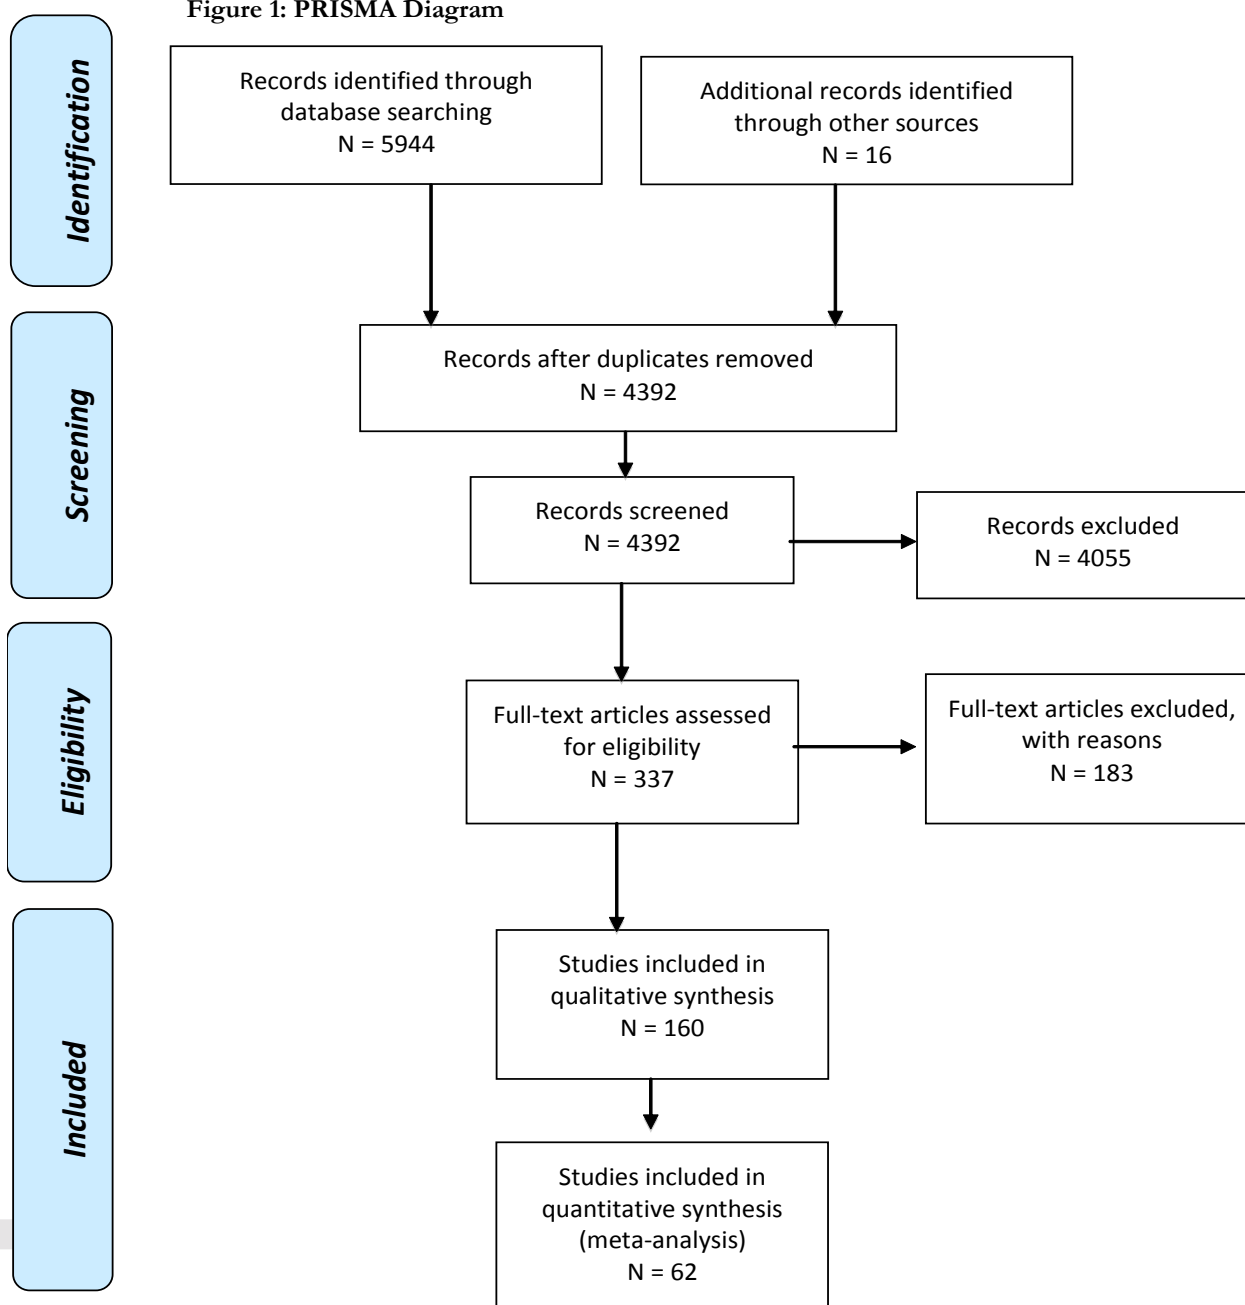 Figure 1: PRISMA Diagram
Identification
Records identified through
database searching
N = 5944
Additional records identified
through other sources
N = 16
Screening
Records after duplicates removed
N = 4392
Records screened
N = 4392
Records excluded
N = 4055
Eligibility
Full-text articles assessed
for eligibility
N = 337
Full-text articles excluded,
with reasons
N = 183
Included
Studies included in
qualitative synthesis
N = 160
Studies included in
quantitative synthesis
(meta-analysis)
N = 62